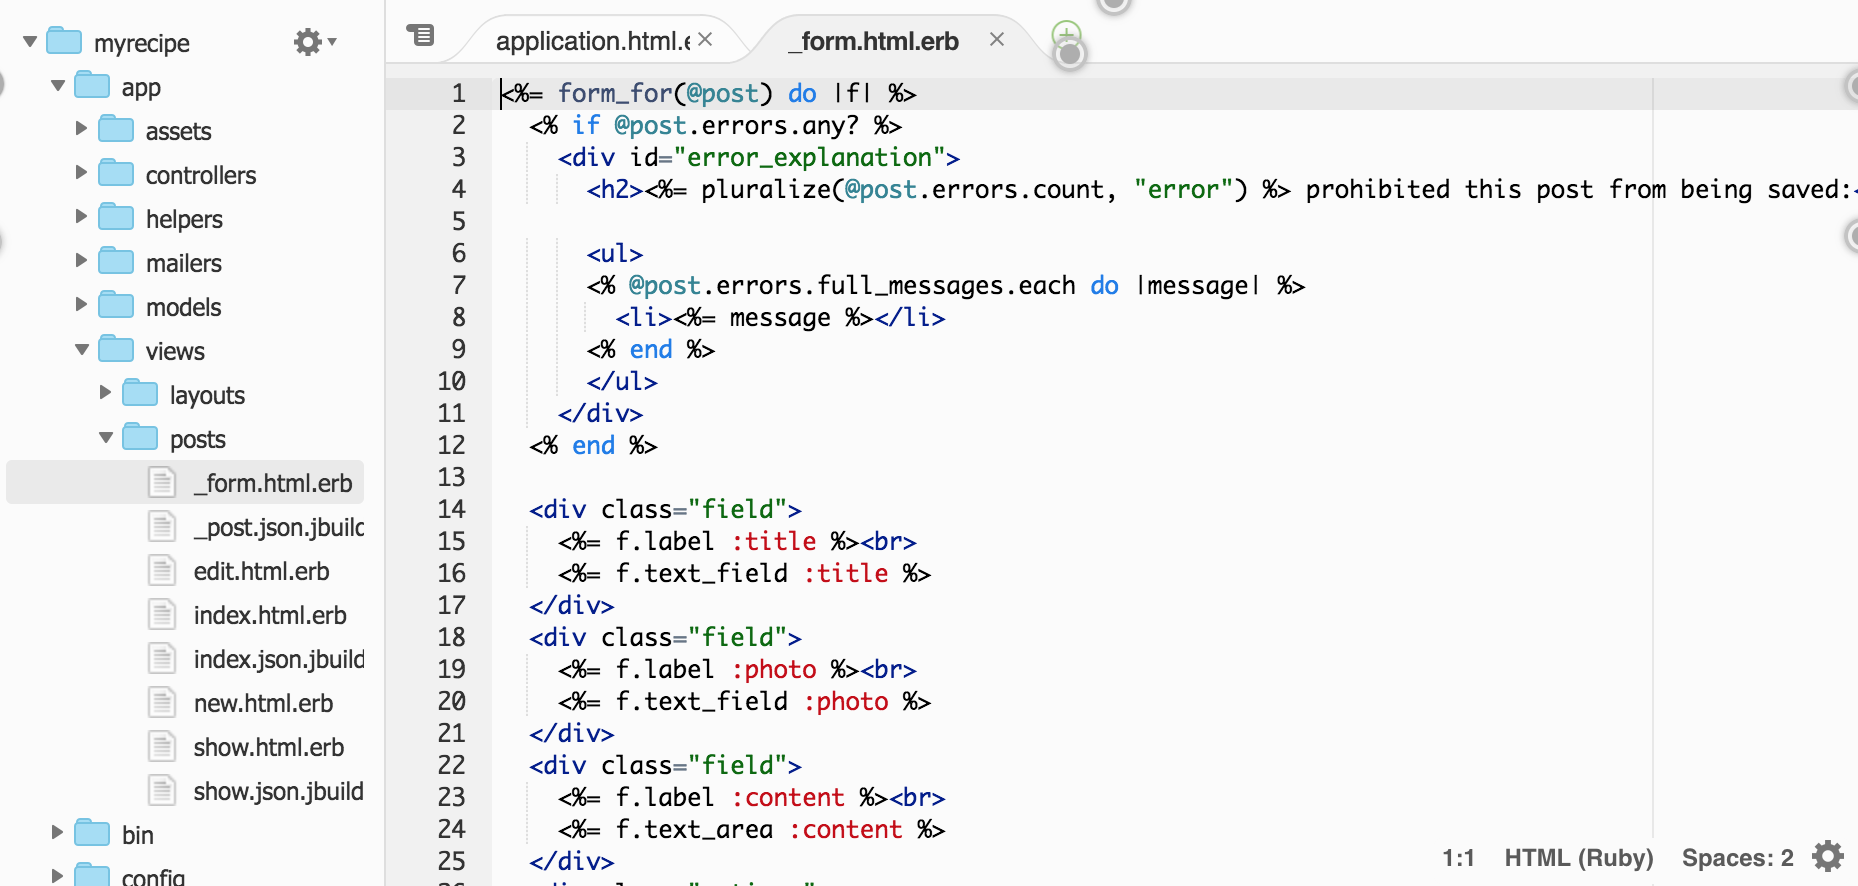 myrecipe
app
assets
controllers
helpers
mailers
models
views
layouts
posts
_form.html.erb
_post.json.jbuild
edit.html.erb
index.html.erb
index.json.jbuild
new.html.erb
show.html.erb
show.json.jbuild
bin
config
application.html.e
_form.html.erb
1 <%= form_for(@post) do |f| %>
2 <% if @post.errors.any? %>
3 <div id="error_explanation">
4 <h2><%= pluralize(@post.errors.count, "error") %> prohibited this post from being saved:<
5
6 <ul>
7 <% @post.errors.full_messages.each do |message| %>
8 <li><%= message %></li>
9 <% end %>
10 </ul>
11 </div>
12 <% end %>
13
14 <div class="field">
15 <%= f.label :title %><br>
16 <%= f.text_field :title %>
17 </div>
18 <div class="field">
19 <%= f.label :photo %><br>
20 <%= f.text_field :photo %>
21 </div>
22 <div class="field">
23 <%= f.label :content %><br>
24 <%= f.text_area :content %>
25 </div>
1:1 HTML (Ruby) Spaces: 2